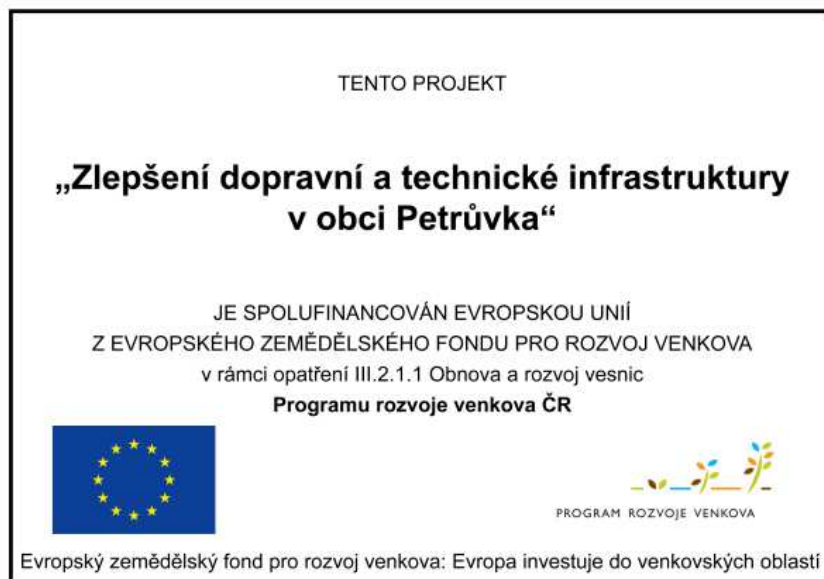 TENTO PROJEKT
„Zlepšení dopravní a technické infrastruktury
v obci Petrůvka“
JE SPOLUFINANCOVÁN EVROPSKOU UNIÍ
Z EVROPSKÉHO ZEMĚDĚLSKÉHO FONDU PRO ROZVOJ VENKOVA
v rámci opatření III.2.1.1 Obnova a rozvoj vesnic
Programu rozvoje venkova ČR
PROGRAM ROZVOJE VENKOVA
Evropský zemědělský fond pro rozvoj venkova: Evropa investuje do venkovských oblastí